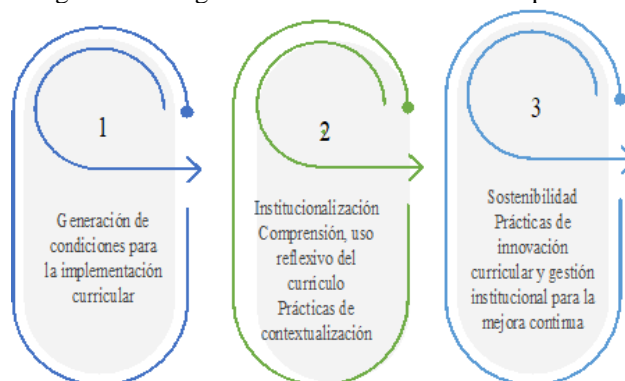 1
Generación de
condiciones para
la implementación
curricular
2
Institucionalización
Comprensión, uso
reflexivo del
currículo
Prácticas de
contextualización
3
Sostenibilidad
Prácticas de
innovación
curricular y gestión
institucional para la
mejora continua